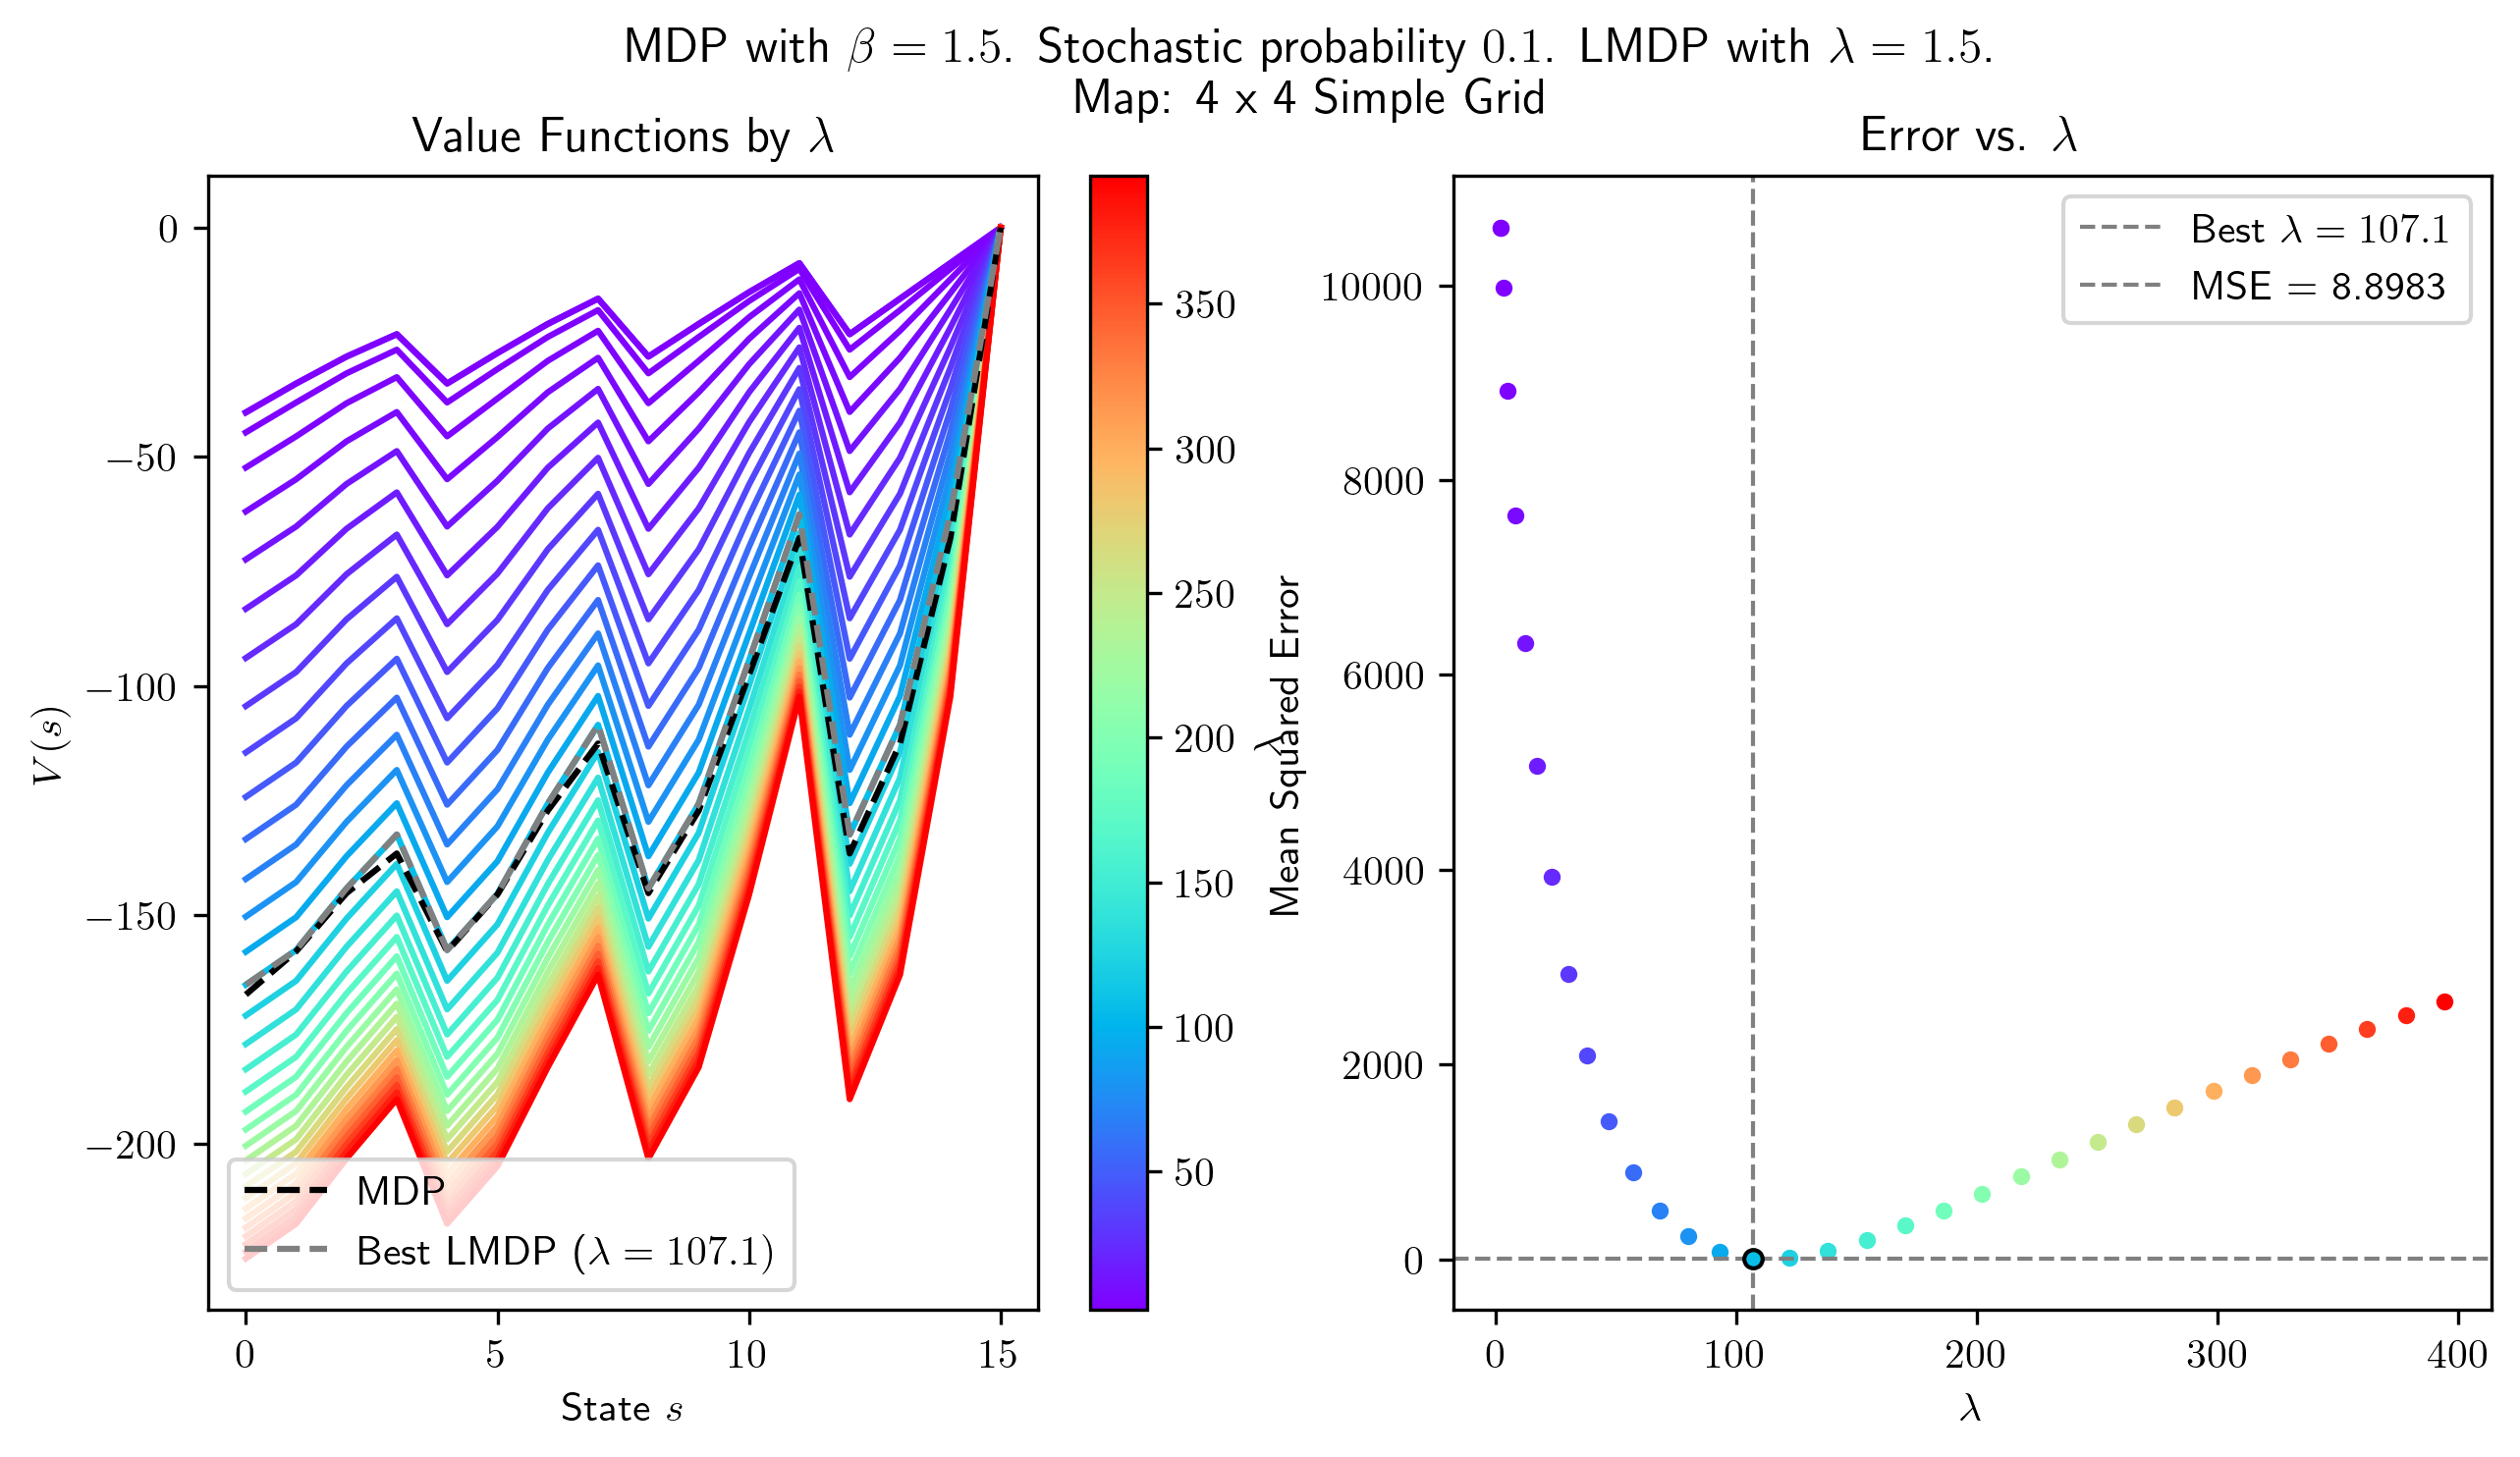 MDP with β = 1.5. Stochastic probability 0.1. LMDP with λ = 1.5.
Map: 4 x 4 Simple Grid
Value Functions by λ
0
−50
−100
−150
−200
V(s)
0
5
10
15
State s
MDP
Best LMDP (λ = 107.1)
350
300
250
200
150
100
50
λ
Error vs. λ
10000
8000
6000
4000
2000
0
Mean Squared Error
0
100
200
300
400
λ
Best λ = 107.1
MSE = 8.8983